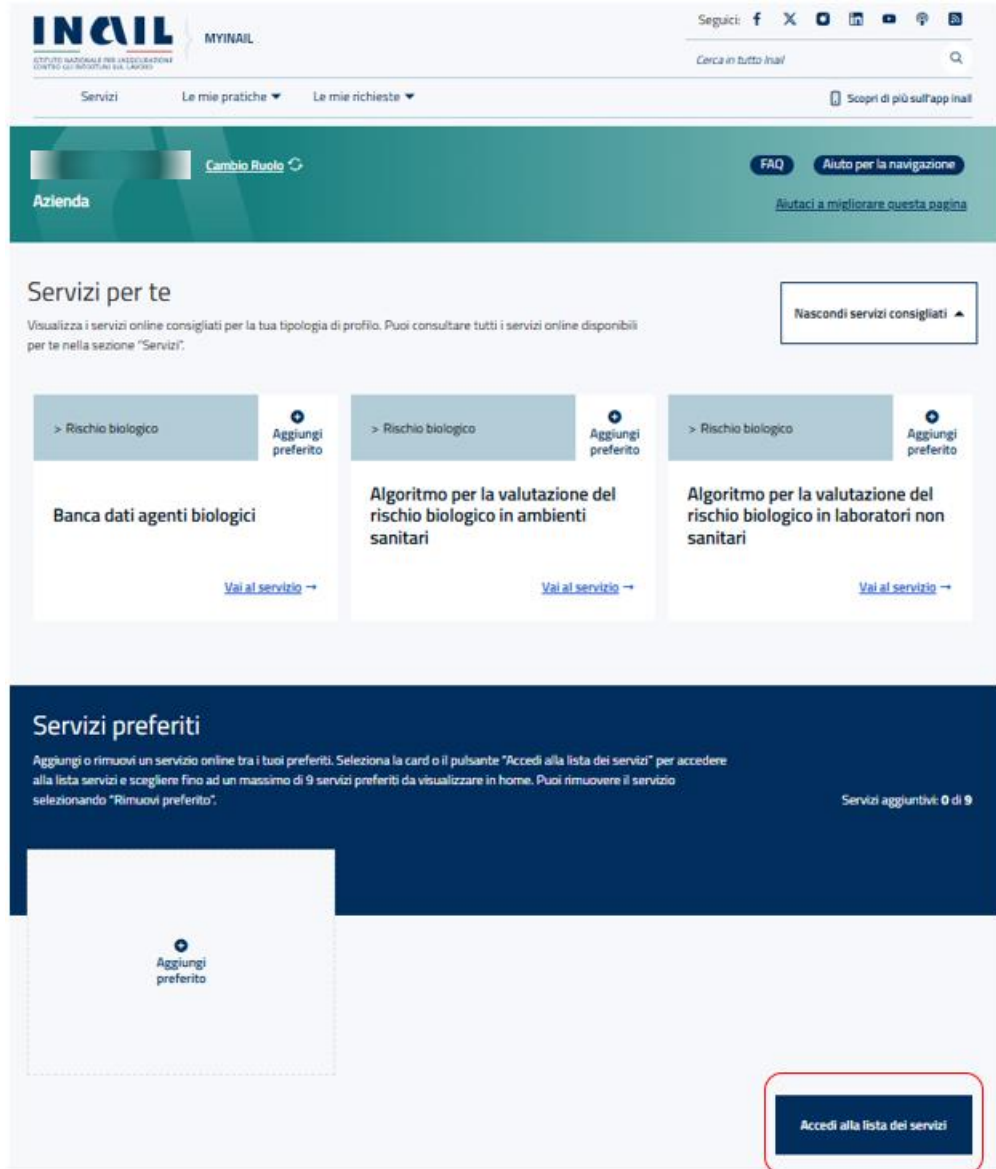 INAIL
MYINAIL
ISTITUTO NAZIONALE PER L'ASSICURAZIONE
CONTRO GLI INFORTUNI SUL LAVORO
Seguici:
Cerca in tutto Inail
Servizi
Le mie pratiche
Le mie richieste
Scopri di più sull'app Inail
Cambio Ruolo
FAQ
Aiuto per la navigazione
Azienda
Aiutaci a migliorare questa pagina
Servizi per te
Visualizza i servizi online consigliati per la tua tipologia di profilo. Puoi consultare tutti i servizi online disponibili
per te nella sezione "Servizi".
Nascondi servizi consigliati
> Rischio biologico
Aggiungi
preferito
Banca dati agenti biologici
Vai al servizio →
> Rischio biologico
Aggiungi
preferito
Algoritmo per la valutazione del
rischio biologico in ambienti
sanitari
Vai al servizio →
> Rischio biologico
Aggiungi
preferito
Algoritmo per la valutazione del
rischio biologico in laboratori non
sanitari
Vai al servizio →
Servizi preferiti
Aggiungi o rimuovi un servizio online tra i tuoi preferiti. Seleziona la card o il pulsante "Accedi alla lista dei servizi" per accedere
alla lista servizi e scegliere fino ad un massimo di 9 servizi preferiti da visualizzare in home. Puoi rimuovere il servizio
selezionando "Rimuovi preferito".
Servizi aggiuntivi: 0 di 9
Aggiungi
preferito
Accedi alla lista dei servizi